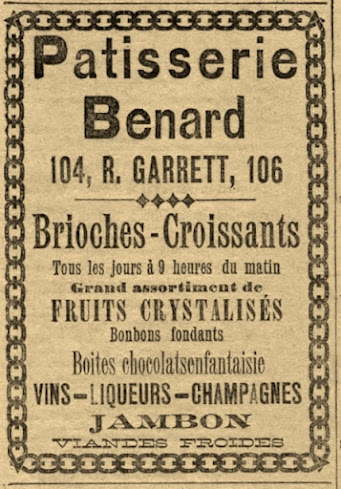 Patisserie
Benard
104, R. GARRETT, 106
Brioches-Croissants
Tous les jours à 9 heures du matin
Grand assortiment de
FRUITS CRYSTALISÉS
Bonbons fondants
Boites chocolatsenfantaisie
VINS-LIQUEURS-CHAMPAGNES
JAMBON
VIANDES FROIDES